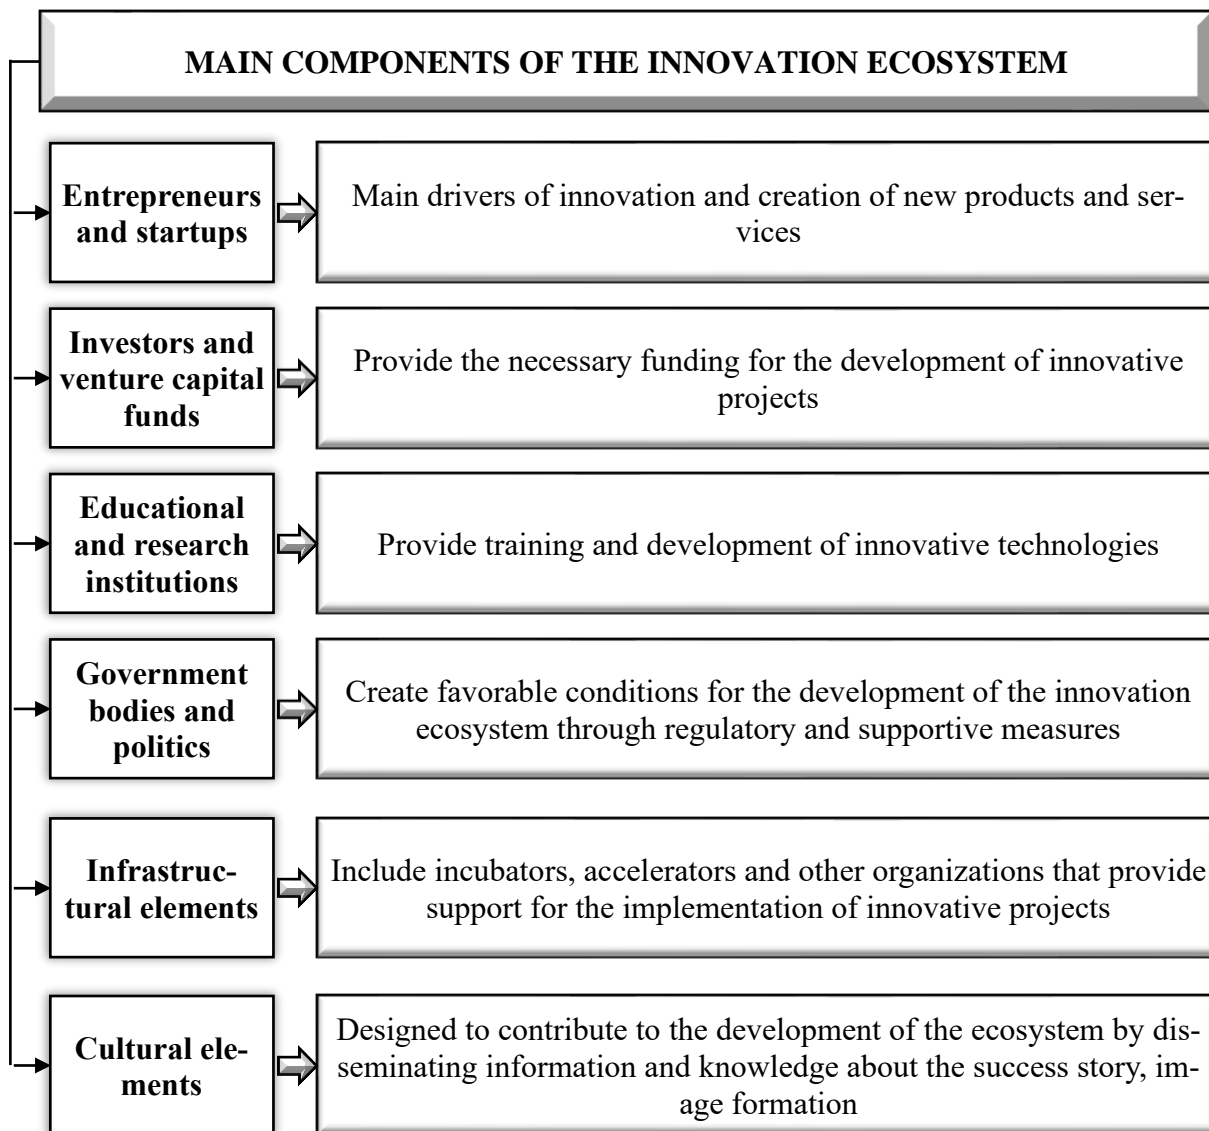 MAIN COMPONENTS OF THE INNOVATION ECOSYSTEM
Entrepreneurs
and startups
Main drivers of innovation and creation of new products and ser-
vices
Investors and
venture capital
funds
Provide the necessary funding for the development of innovative
projects
Educational
and research
institutions
Provide training and development of innovative technologies
Government
bodies and
politics
Create favorable conditions for the development of the innovation
ecosystem through regulatory and supportive measures
Infrastruc-
tural elements
Include incubators, accelerators and other organizations that provide
support for the implementation of innovative projects
Cultural ele-
ments
Designed to contribute to the development of the ecosystem by dis-
seminating information and knowledge about the success story, im-
age formation